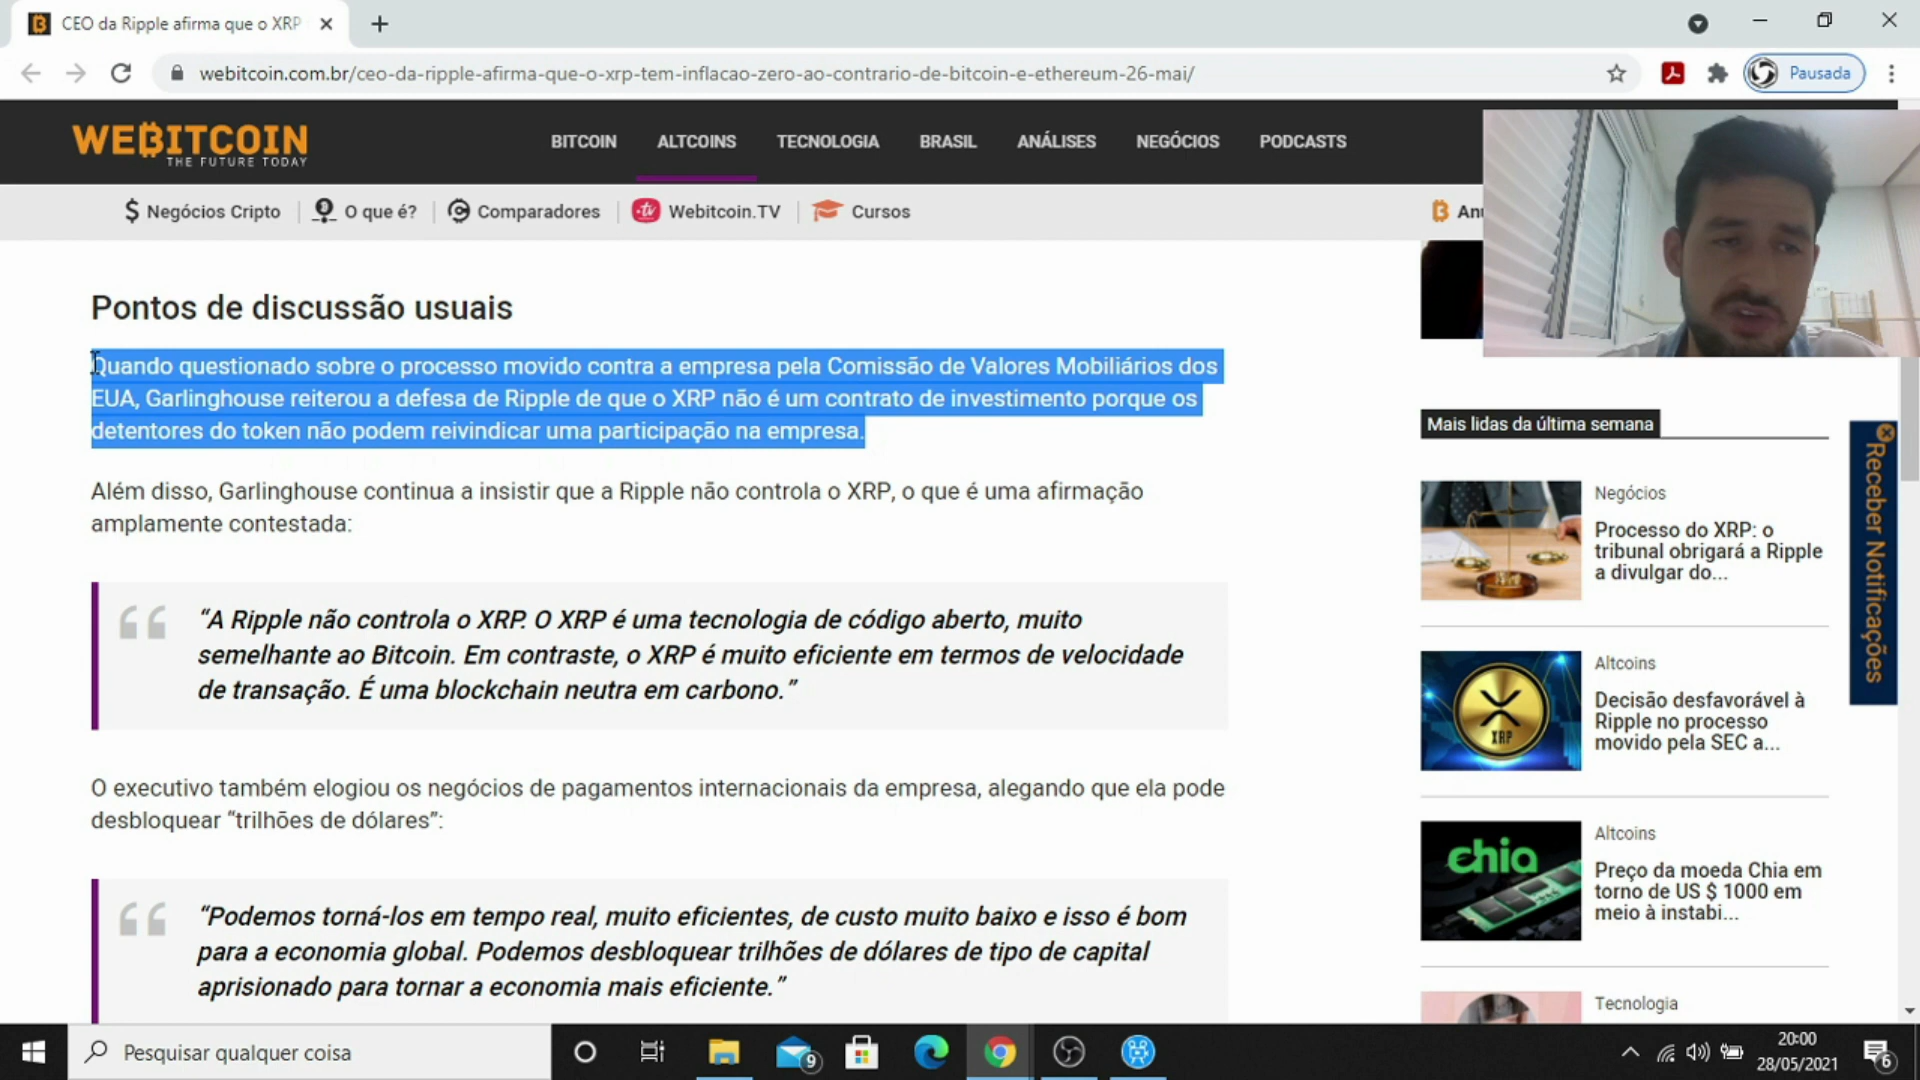 CEO da Ripple afirma que o XRP
webitcoin.com.br/ceo-da-ripple-afirma-que-o-xrp-tem-inflacao-zero-ao-contrario-de-bitcoin-e-ethereum-26-mai/
Pausada
WEBITCOIN
THE FUTURE TODAY
BITCOIN ALTCOINS TECNOLOGIA BRASIL ANÁLISES NEGÓCIOS PODCASTS
Negócios Cripto O que é? Comparadores tv Webitcoin.TV Cursos
Pontos de discussão usuais
Quando questionado sobre o processo movido contra a empresa pela Comissão de Valores Mobiliários dos
EUA, Garlinghouse reiterou a defesa de Ripple de que o XRP não é um contrato de investimento porque os
detentores do token não podem reivindicar uma participação na empresa.
Além disso, Garlinghouse continua a insistir que a Ripple não controla o XRP, o que é uma afirmação
amplamente contestada:
“A Ripple não controla o XRP. O XRP é uma tecnologia de código aberto, muito
semelhante ao Bitcoin. Em contraste, o XRP é muito eficiente em termos de velocidade
de transação. É uma blockchain neutra em carbono.”
O executivo também elogiou os negócios de pagamentos internacionais da empresa, alegando que ela pode
desbloquear “trilhões de dólares”:
“Podemos torná-los em tempo real, muito eficientes, de custo muito baixo e isso é bom
para a economia global. Podemos desbloquear trilhões de dólares de tipo de capital
aprisionado para tornar a economia mais eficiente.”
Mais lidas da última semana
Negócios
Processo do XRP: o
tribunal obrigará a Ripple
a divulgar do...
XRP
Altcoins
Decisão desfavorável à
Ripple no processo
movido pela SEC a...
chia
Altcoins
Preço da moeda Chia em
torno de US $ 1000 em
meio à instabi...
Tecnologia
Receber Notificações
Pesquisar qualquer coisa
9
20:00
28/05/2021
6